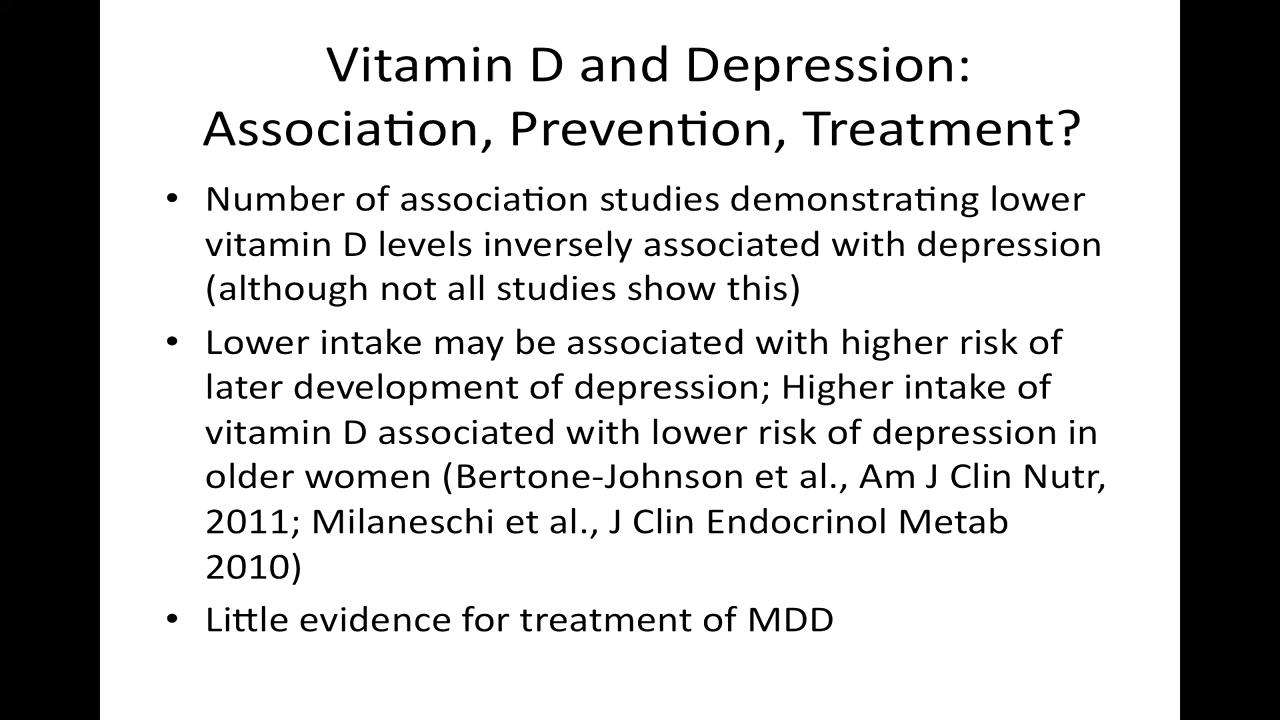 Vitamin D and Depression:
Association, Prevention, Treatment?
• Number of association studies demonstrating lower
vitamin D levels inversely associated with depression
(although not all studies show this)
• Lower intake may be associated with higher risk of
later development of depression; Higher intake of
vitamin D associated with lower risk of depression in
older women (Bertone-Johnson et al., Am J Clin Nutr,
2011; Milaneschi et al., J Clin Endocrinol Metab
2010)
• Little evidence for treatment of MDD